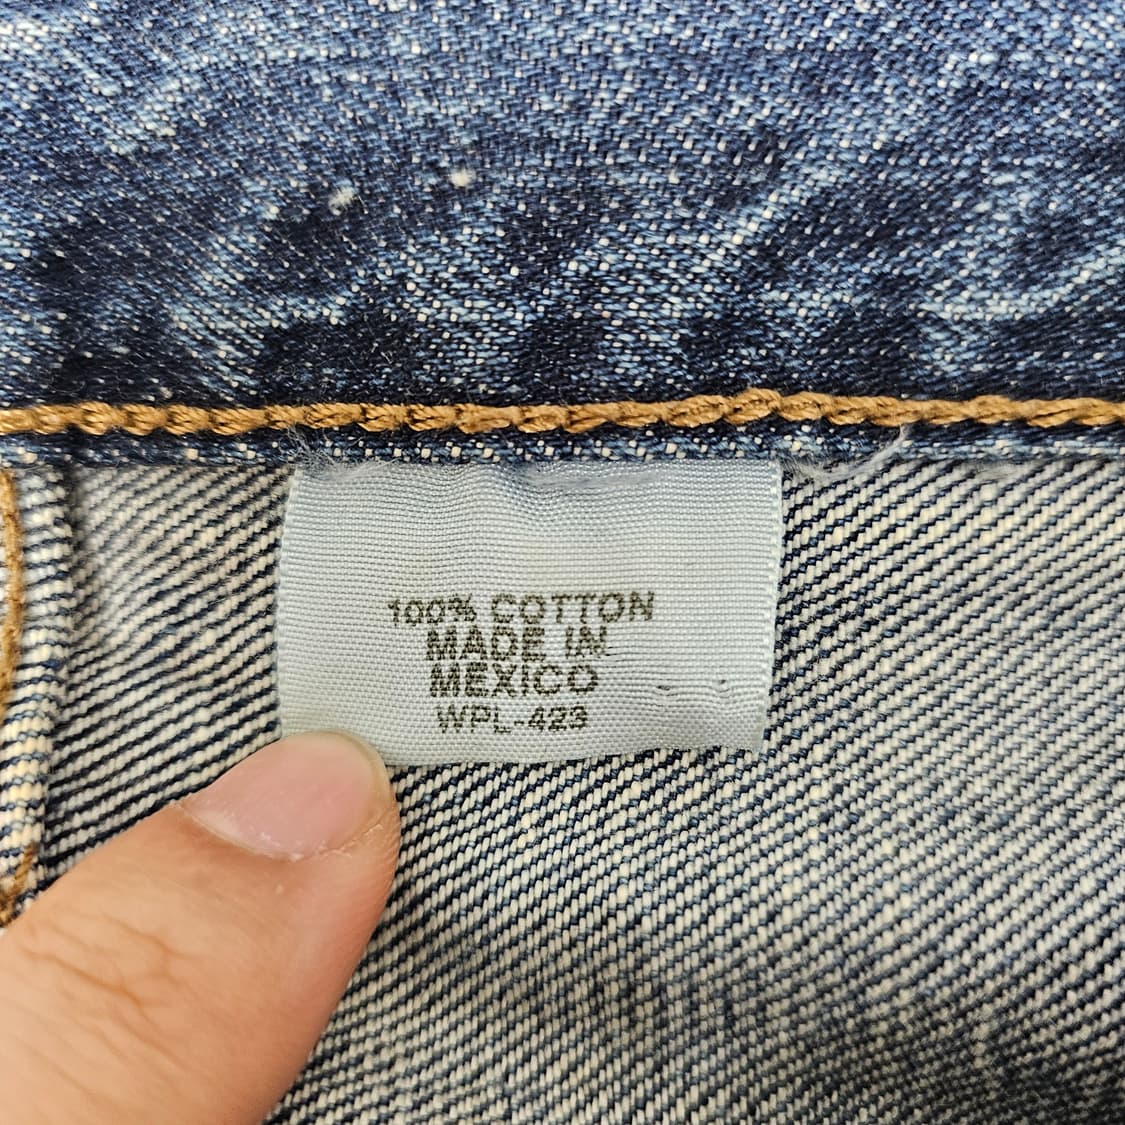 100% COTTON
MADE IN
MEXICO
WPL-423